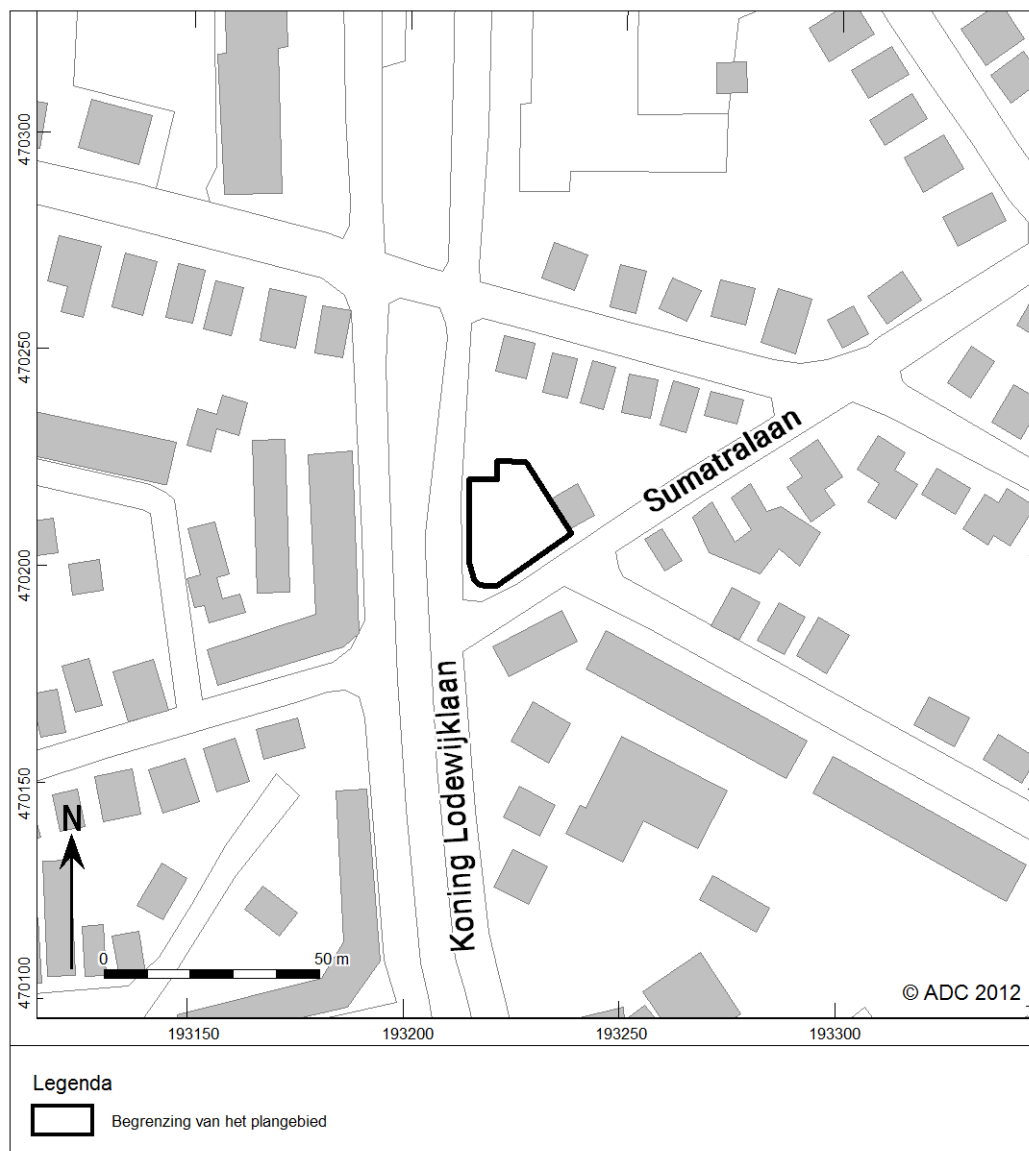 470300
470250
470200
470150
470100
Sumatralaan
Koning Lodewijklaan
N
0 50 m
© ADC 2012
193150 193200 193250 193300
Legenda
Begrenzing van het plangebied